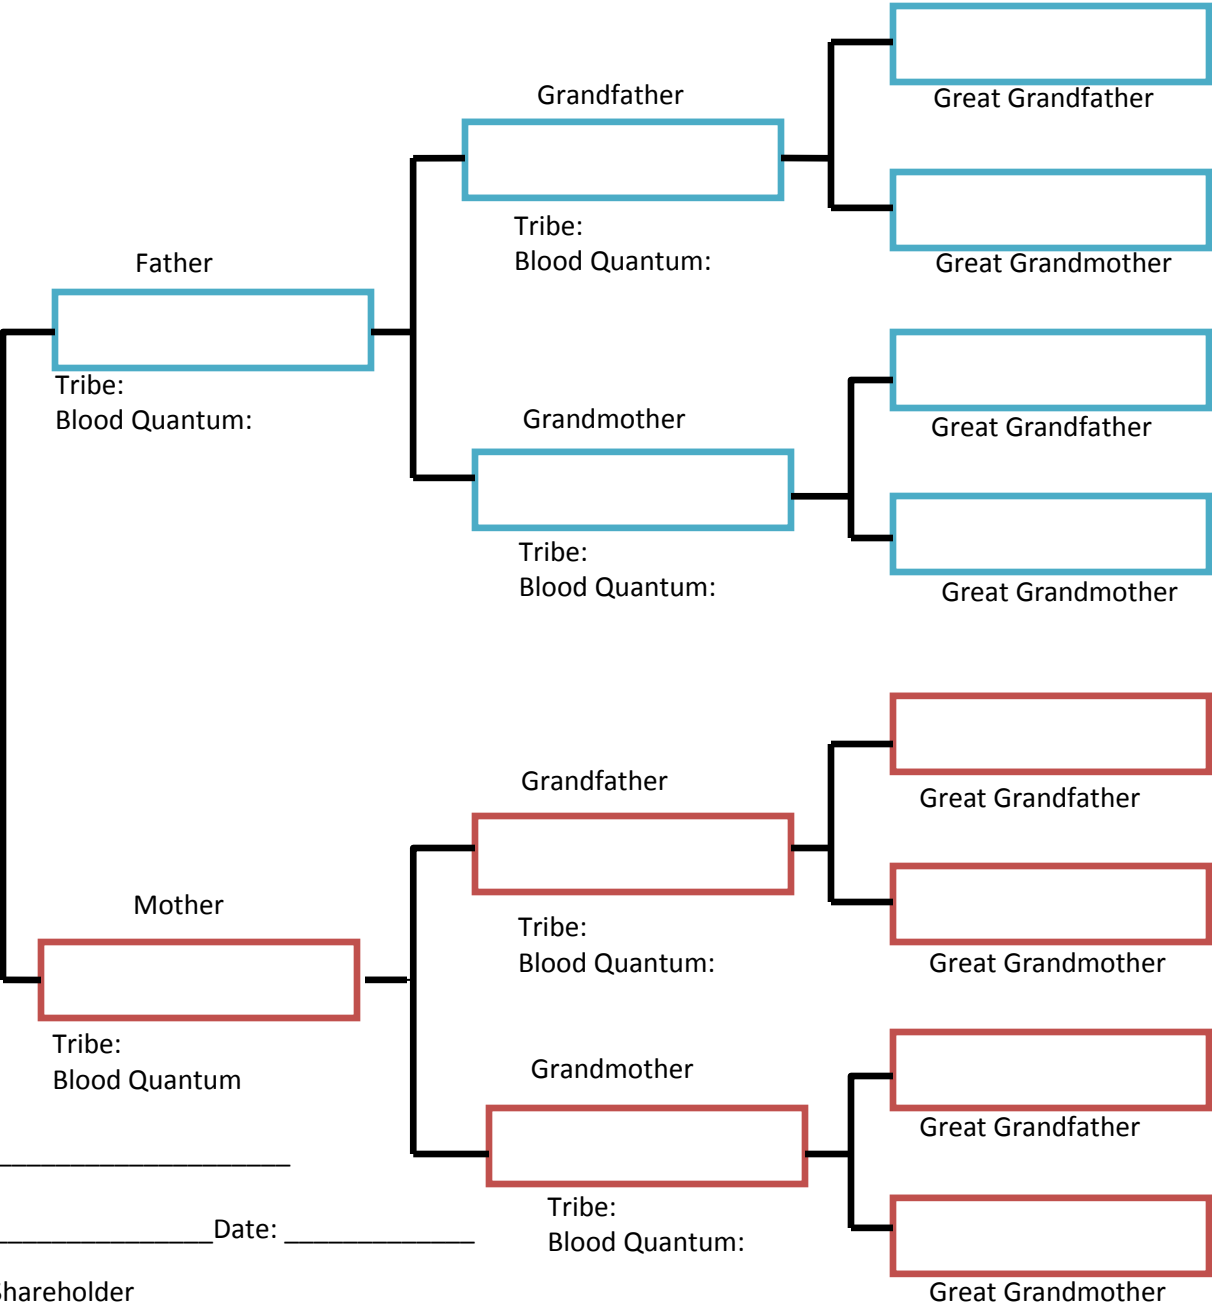 Grandfather
Great Grandfather
Tribe:
Blood Quantum:
Father
Great Grandmother
Tribe:
Blood Quantum:
Grandmother
Great Grandfather
Tribe:
Blood Quantum:
Great Grandmother
Grandfather
Great Grandfather
Mother
Tribe:
Blood Quantum:
Great Grandmother
Tribe:
Blood Quantum
Grandmother
Great Grandfather
Tribe:
Blood Quantum:
Date:
Shareholder
Great Grandmother